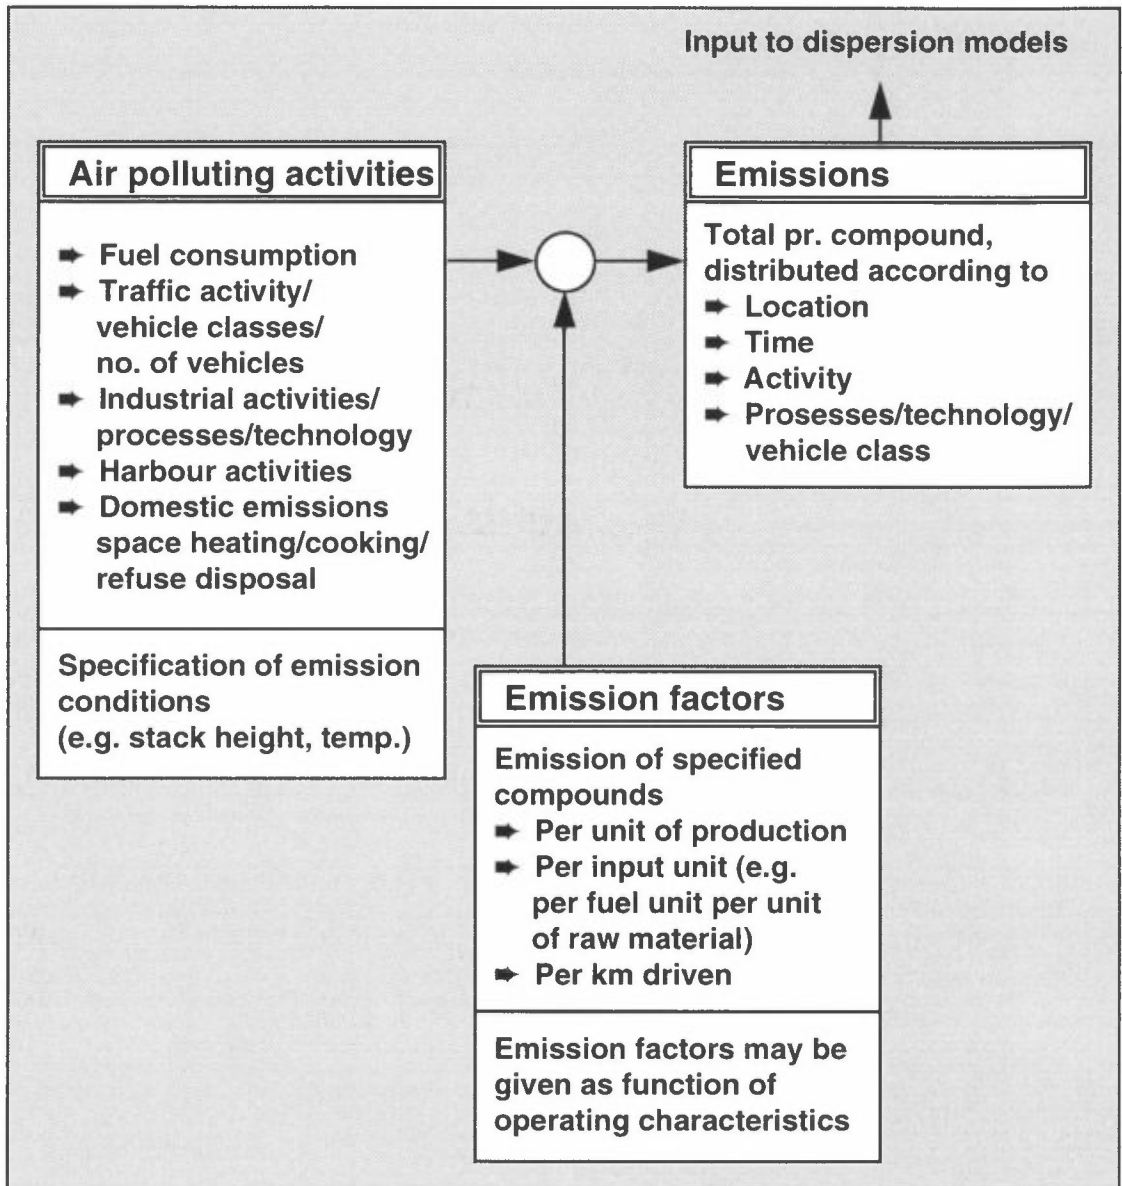 Input to dispersion models
Air polluting activities
➨ Fuel consumption
➨ Traffic activity/
vehicle classes/
no. of vehicles
➨ Industrial activities/
processes/technology
➨ Harbour activities
➨ Domestic emissions
space heating/cooking/
refuse disposal
Specification of emission
conditions
(e.g. stack height, temp.)
Emissions
Total pr. compound,
distributed according to
➨ Location
➨ Time
➨ Activity
➨ Prosesses/technology/
vehicle class
Emission factors
Emission of specified
compounds
➨ Per unit of production
➨ Per input unit (e.g.
per fuel unit per unit
of raw material)
➨ Per km driven
Emission factors may be
given as function of
operating characteristics